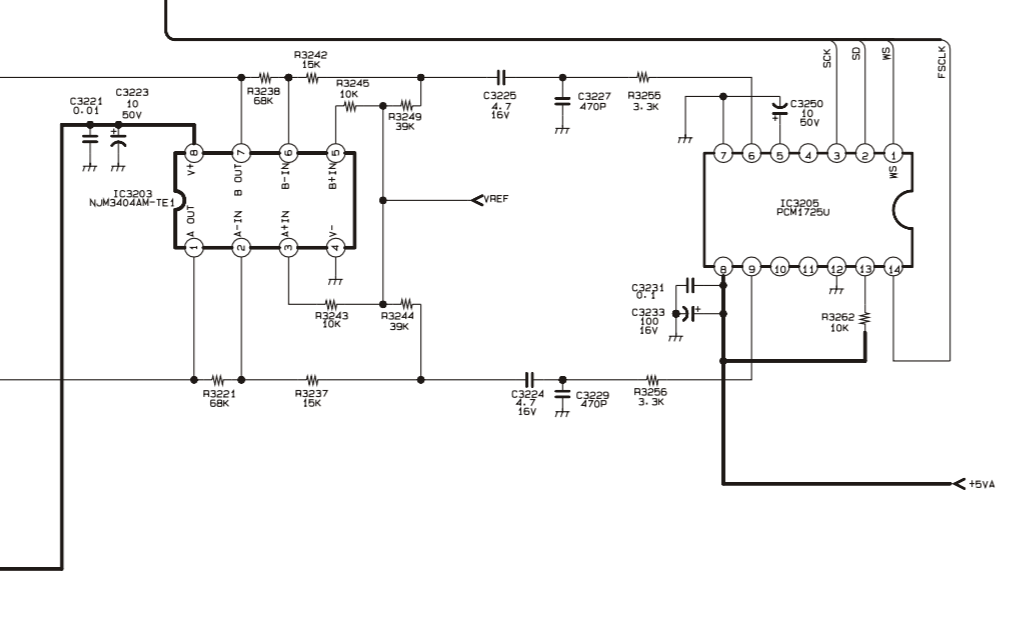 SCK
SD
WS
FSCLK
R3242
15K
R3238
68K
R3245
10K
R3249
39K
C3225
4.7
16V
C3227
470P
R3255
3.3K
C3250
10
50V
C3221
0.01
C3223
10
50V
+
+
8
7
6
5
V+
B OUT
B-IN
B+IN
IC3203
NJM3404AM-TE1
A OUT
A-IN
A+IN
V-
1
2
3
4
VREF
7
6
5
4
3
2
1
WS
IC3205
PCM1725U
8
9
10
11
12
13
14
C3231
0.1
C3233
100
16V
+
R3262
10K
R3243
10K
R3244
39K
R3221
68K
R3237
15K
C3224
4.7
16V
C3229
470P
R3256
3.3K
+5VA